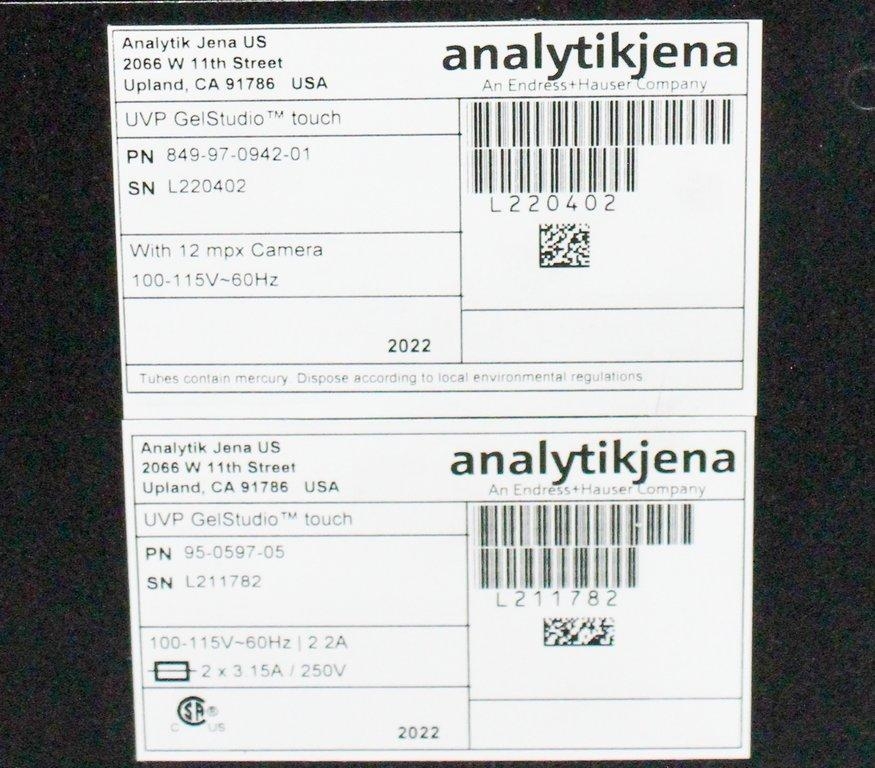 Analytik Jena US
2066 W 11th Street
Upland, CA 91786 USA
analytikjena
An Endress+Hauser Company
UVP GelStudio™ touch
PN 849-97-0942-01
SN L220402
L220402
With 12 mpx Camera
100-115V~60Hz
2022
Tubes contain mercury. Dispose according to local environmental regulations.
Analytik Jena US
2066 W 11th Street
Upland, CA 91786 USA
analytikjena
An Endress+Hauser Company
UVP GelStudio™ touch
PN 95-0597-05
SN L211782
L211782
100-115V~60Hz | 2.2A
2 x 3.15A / 250V
C SA ® US
2022